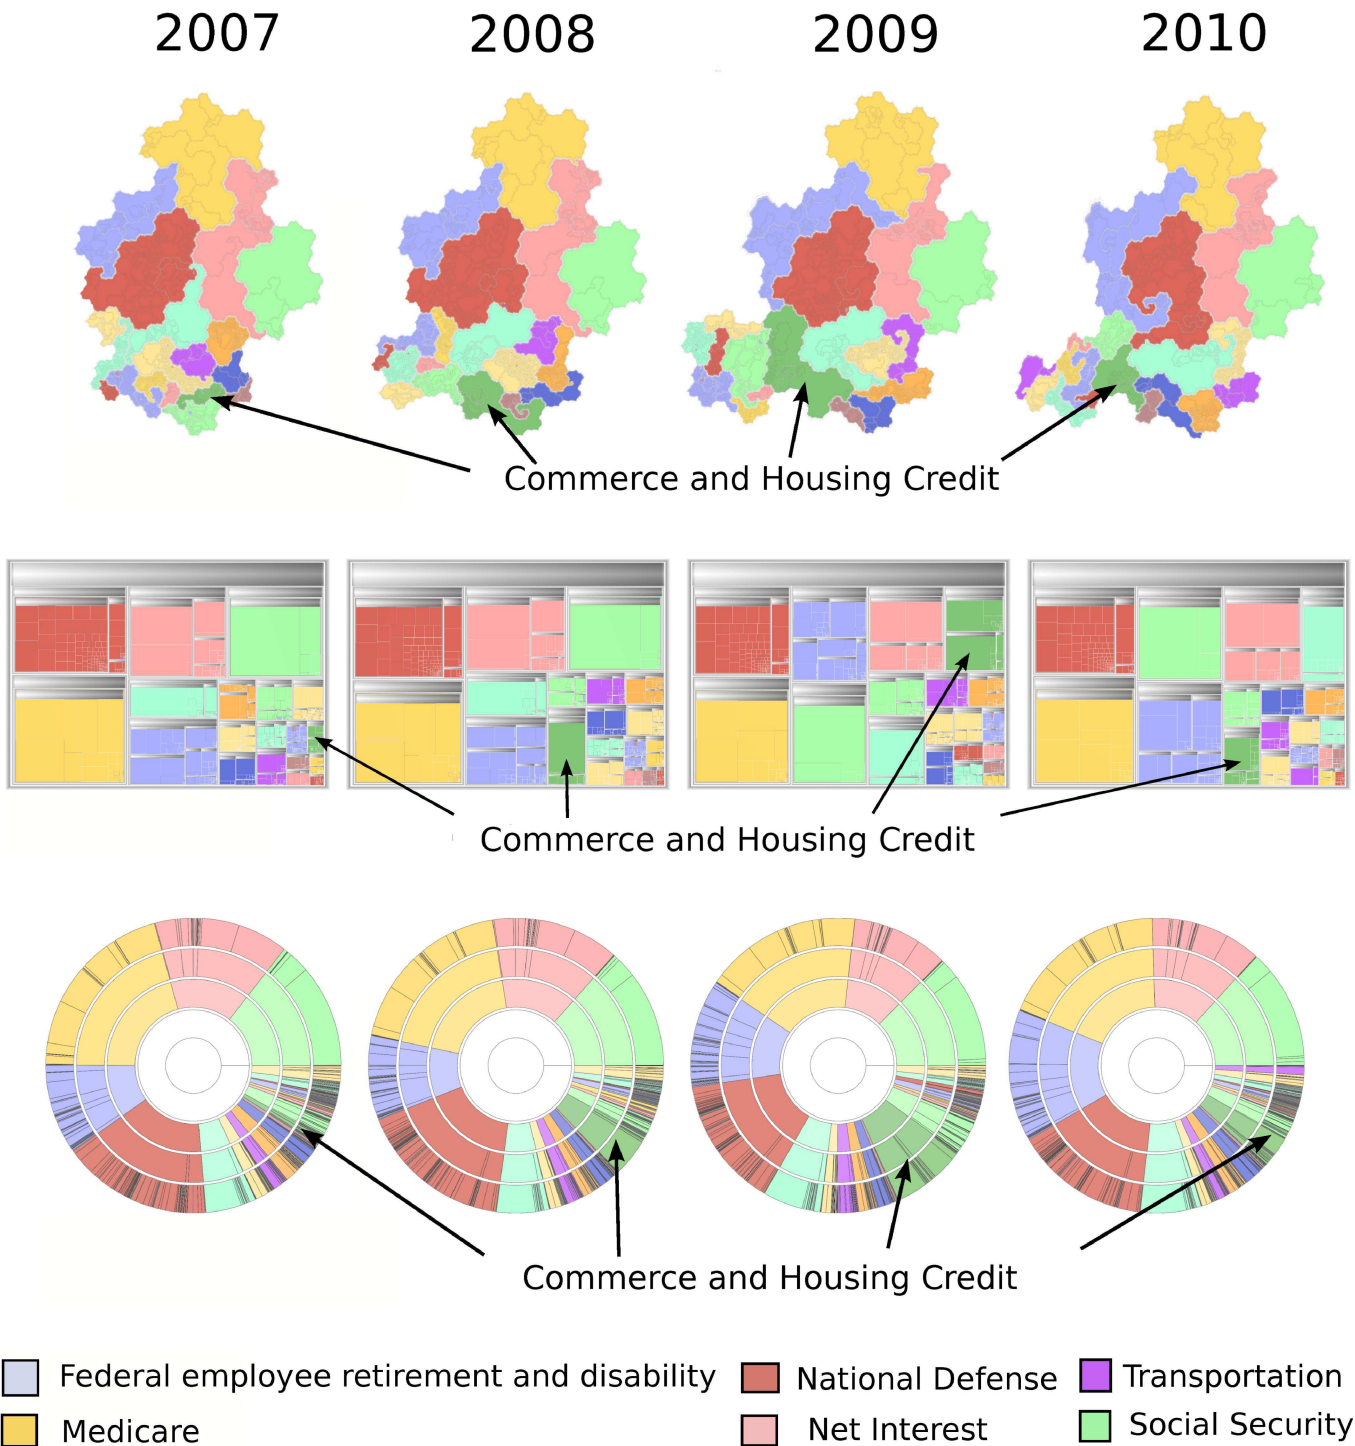 2007 2008 2009 2010
Commerce and Housing Credit
Commerce and Housing Credit
Commerce and Housing Credit
Federal employee retirement and disability National Defense Transportation
Medicare Net Interest Social Security